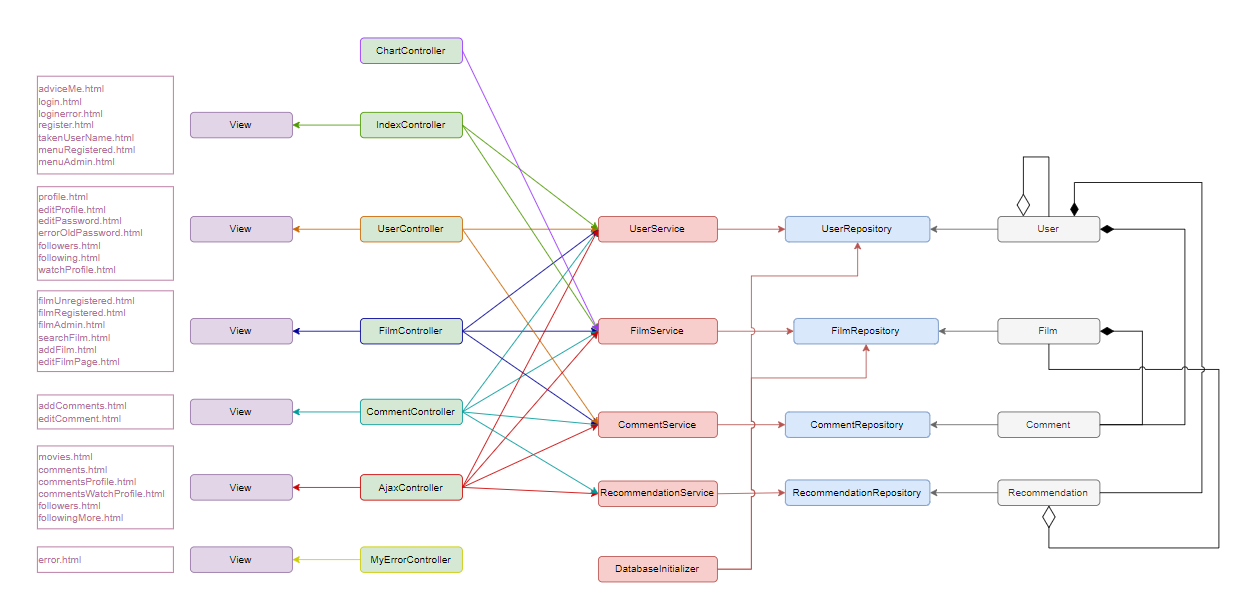 ChartController
adviceMe.html
login.html
loginerror.html
register.html
takenUserName.html
menuRegistered.html
menuAdmin.html
View
IndexController
profile.html
editProfile.html
editPassword.html
errorOldPassword.html
followers.html
following.html
watchProfile.html
View
UserController
UserService
UserRepository
User
filmUnregistered.html
filmRegistered.html
filmAdmin.html
searchFilm.html
addFilm.html
editFilmPage.html
View
FilmController
FilmService
FilmRepository
Film
addComments.html
editComment.html
View
CommentController
CommentService
CommentRepository
Comment
movies.html
comments.html
commentsProfile.html
commentsWatchProfile.html
followers.html
followingMore.html
View
AjaxController
RecommendationService
RecommendationRepository
Recommendation
error.html
View
MyErrorController
DatabaseInitializer